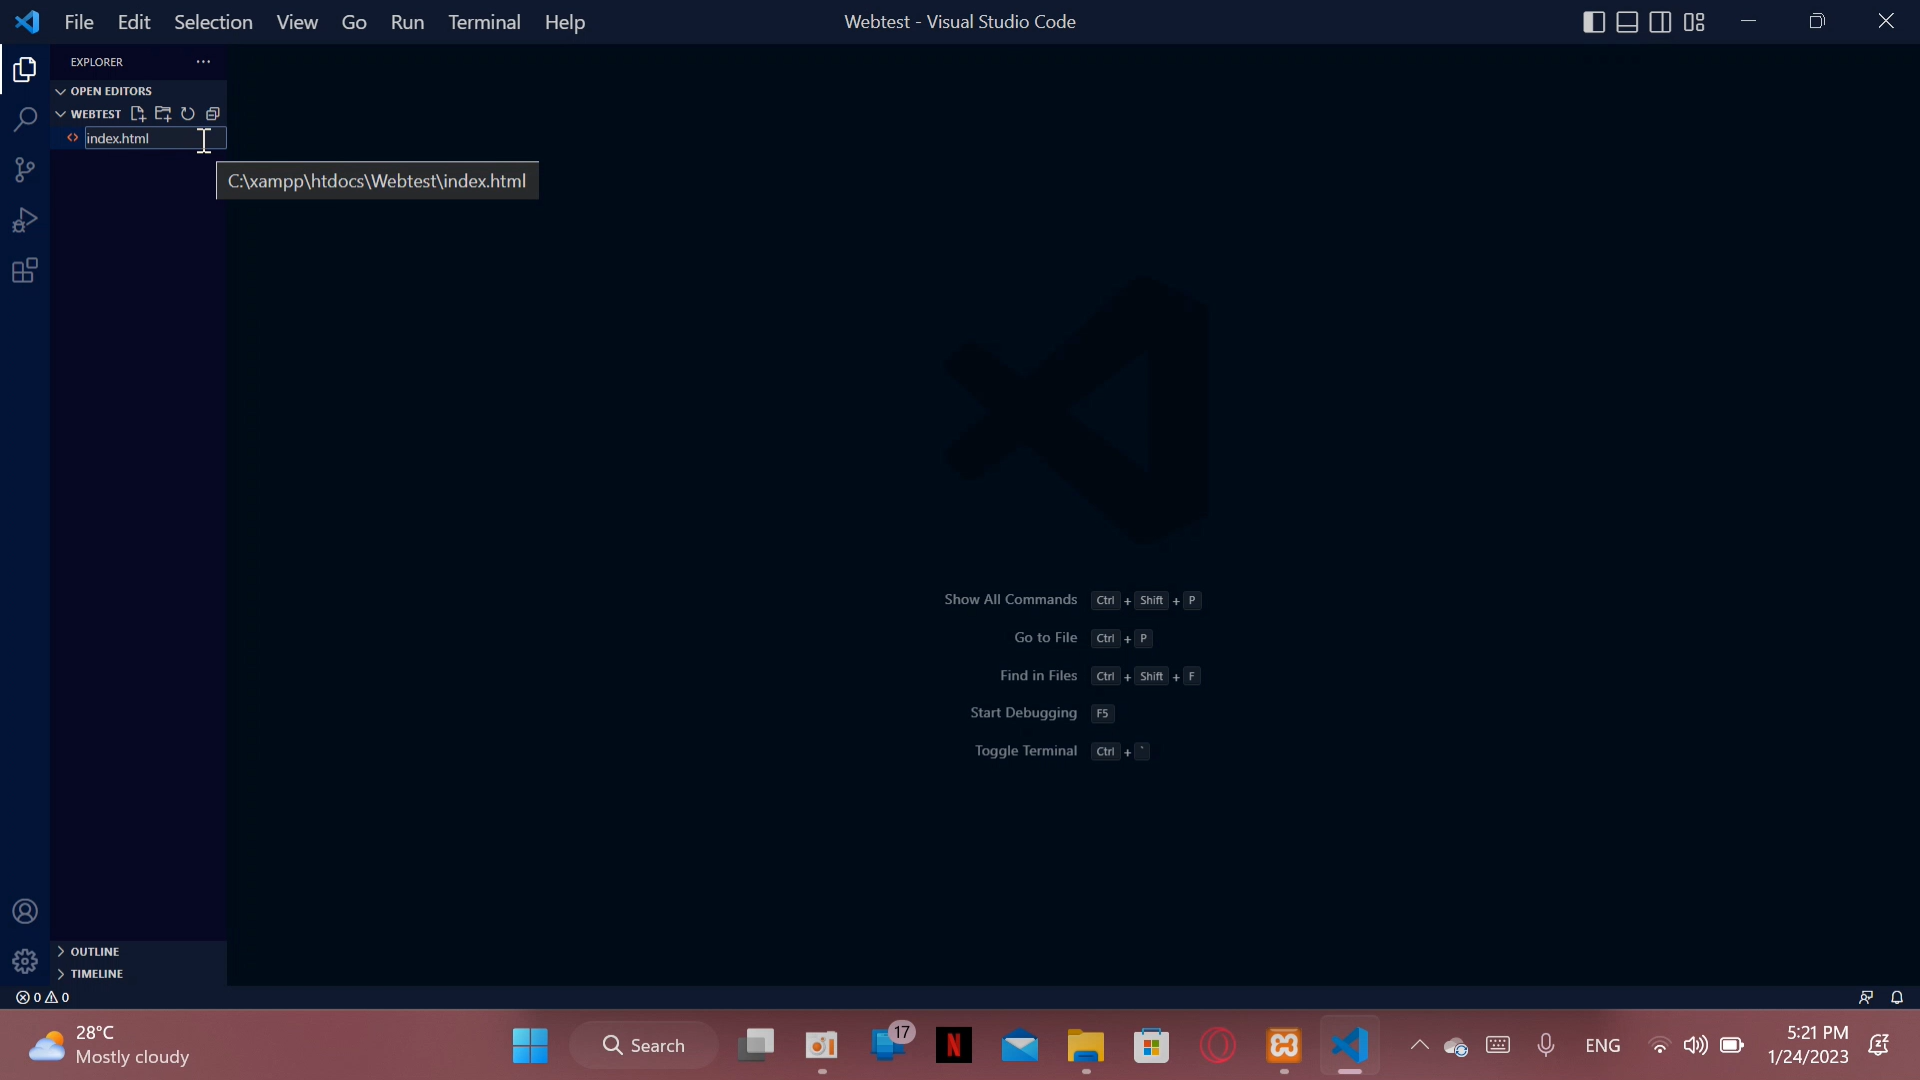 File Edit Selection View Go Run Terminal Help
Webtest - Visual Studio Code
EXPLORER
OPEN EDITORS
WEBTEST
index.html
C:\xampp\htdocs\Webtest\index.html
Show All Commands Ctrl + Shift + P
Go to File Ctrl + P
Find in Files Ctrl + Shift + F
Start Debugging F5
Toggle Terminal Ctrl + `
OUTLINE
TIMELINE
0 0
28°C
Mostly cloudy
Search
17
N
ENG
5:21 PM
1/24/2023